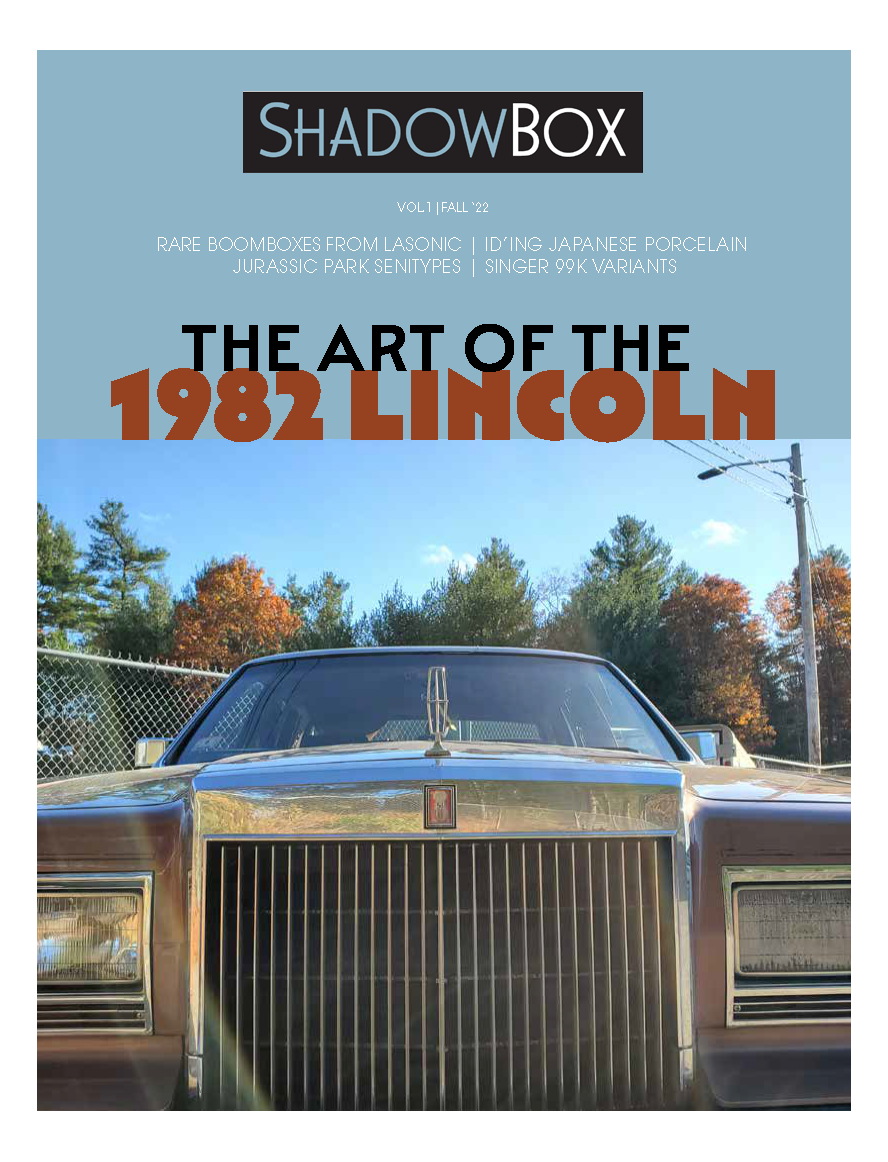 SHADOWBOX
VOL 1 | FALL '22
RARE BOOMBOXES FROM LASONIC | ID'ING JAPANESE PORCELAIN
JURASSIC PARK SENITYPES | SINGER 99K VARIANTS
THE ART OF THE
1982 LINCOLN